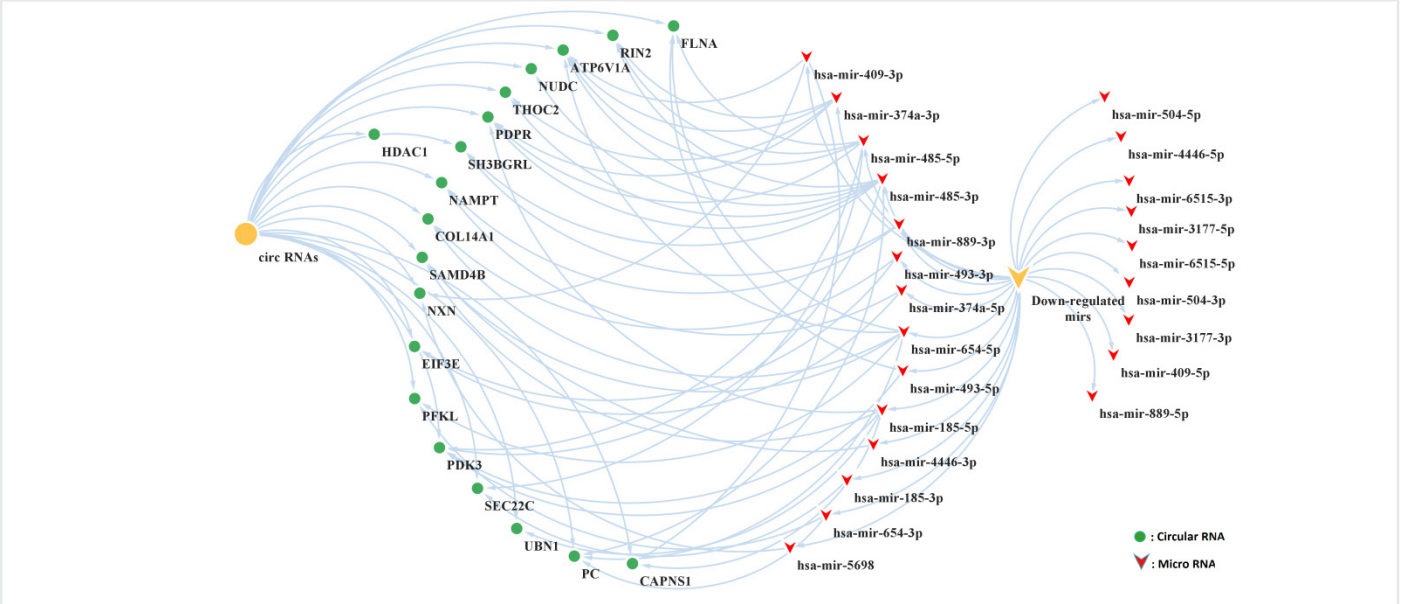 FLNA
RIN2
ATP6V1A
NUDC
THOC2
PDPR
HDAC1
SH3BGRL
NAMPT
COL14A1
circ RNAs
SAMD4B
NXN
EIF3E
PFKL
PDK3
SEC22C
UBN1
PC
CAPNS1
hsa-mir-409-3p
hsa-mir-374a-3p
hsa-mir-485-5p
hsa-mir-485-3p
hsa-mir-889-3p
hsa-mir-493-3p
hsa-mir-374a-5p
hsa-mir-654-5p
hsa-mir-493-5p
hsa-mir-185-5p
hsa-mir-4446-3p
hsa-mir-185-3p
hsa-mir-654-3p
hsa-mir-5698
Down-regulated
mirs
hsa-mir-504-5p
hsa-mir-4446-5p
hsa-mir-6515-3p
hsa-mir-3177-5p
hsa-mir-6515-5p
hsa-mir-504-3p
hsa-mir-3177-3p
hsa-mir-409-5p
hsa-mir-889-5p
: Circular RNA
: Micro RNA